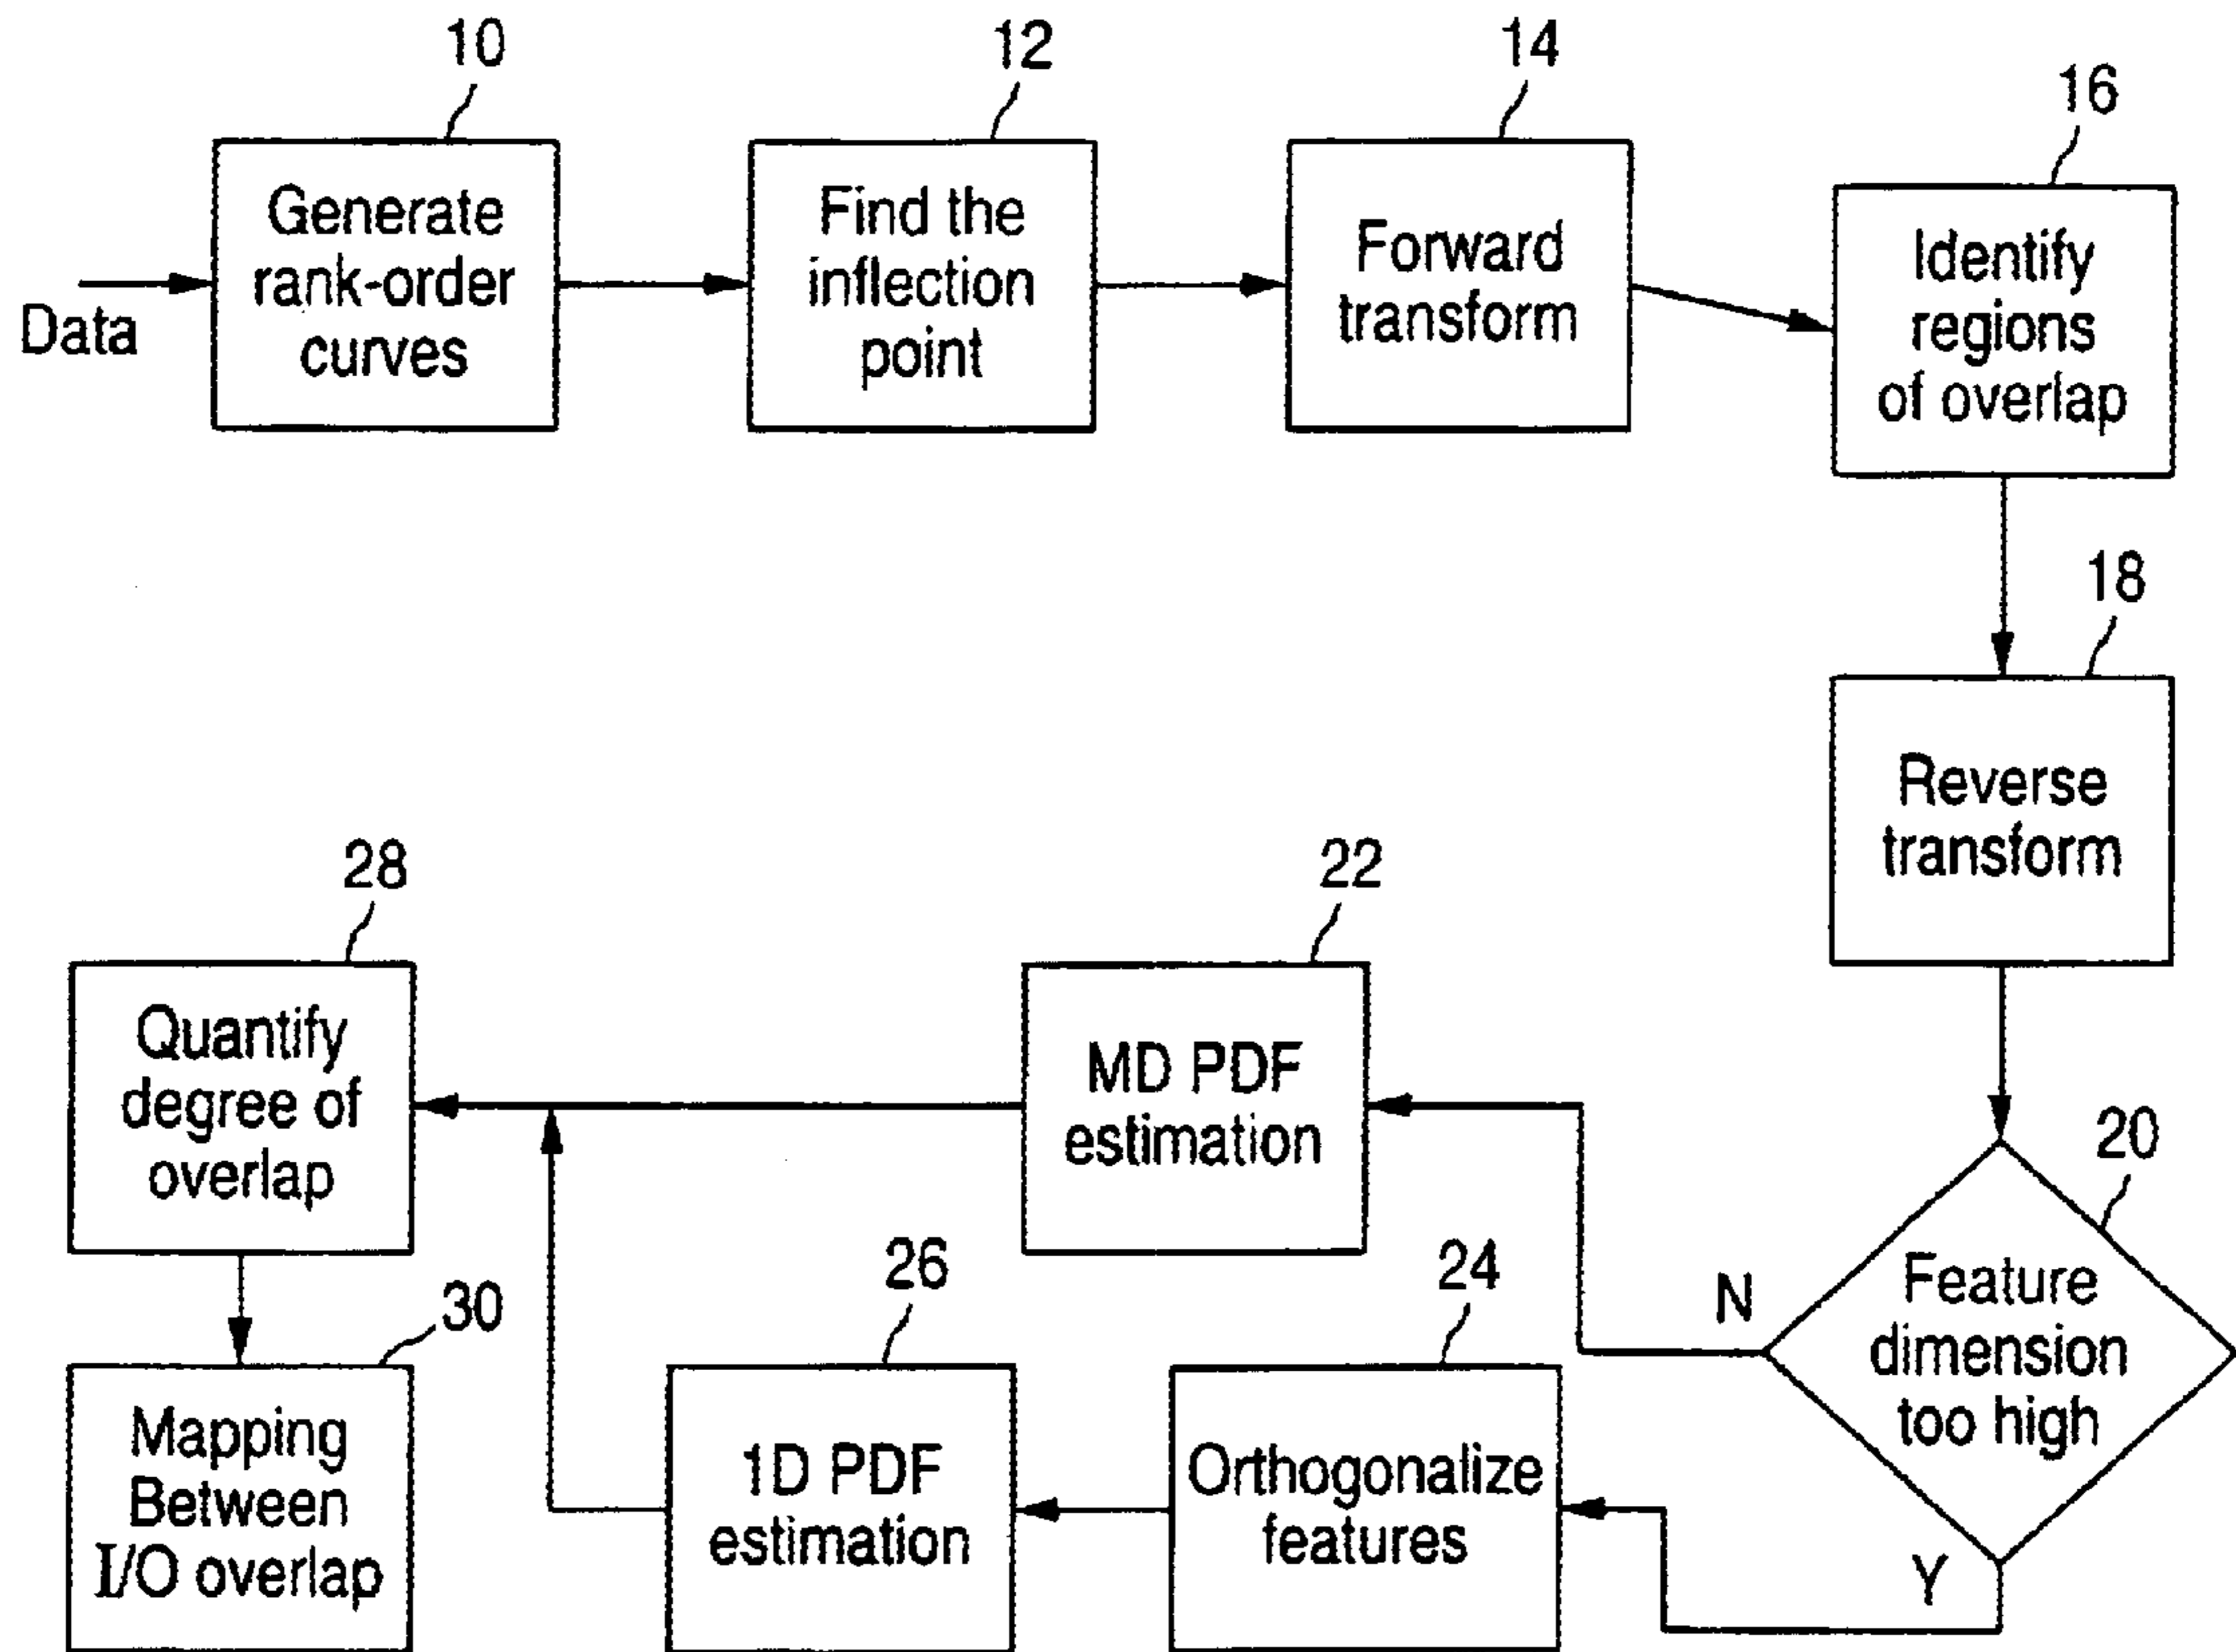 10
12
14
16
Data
Generate
rank-order
curves
Find the
inflection
point
Forward
transform
Identify
regions
of overlap
18
Reverse
transform
20
Feature
dimension
too high
N
Y
22
MD PDF
estimation
24
Orthogonalize
features
26
1D PDF
estimation
28
Quantify
degree of
overlap
30
Mapping
Between
I/O overlap